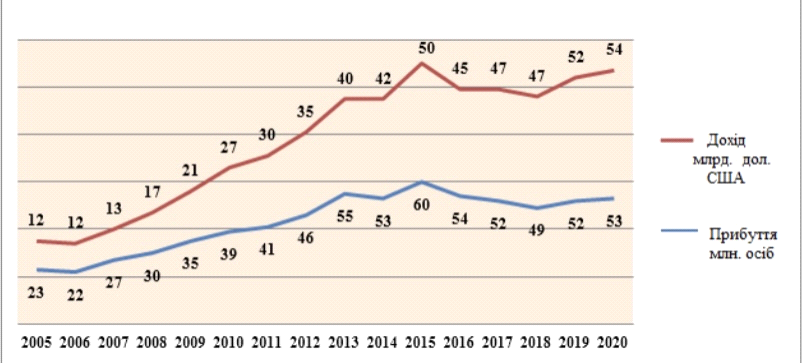 12 12 13 17 21 27 30 35 40 42 50 45 47 47 52 54
23 22 27 30 35 39 41 46 55 53 60 54 52 49 52 53
2005 2006 2007 2008 2009 2010 2011 2012 2013 2014 2015 2016 2017 2018 2019 2020
Дохід
млрд. дол.
США
Прибуття
млн. осіб